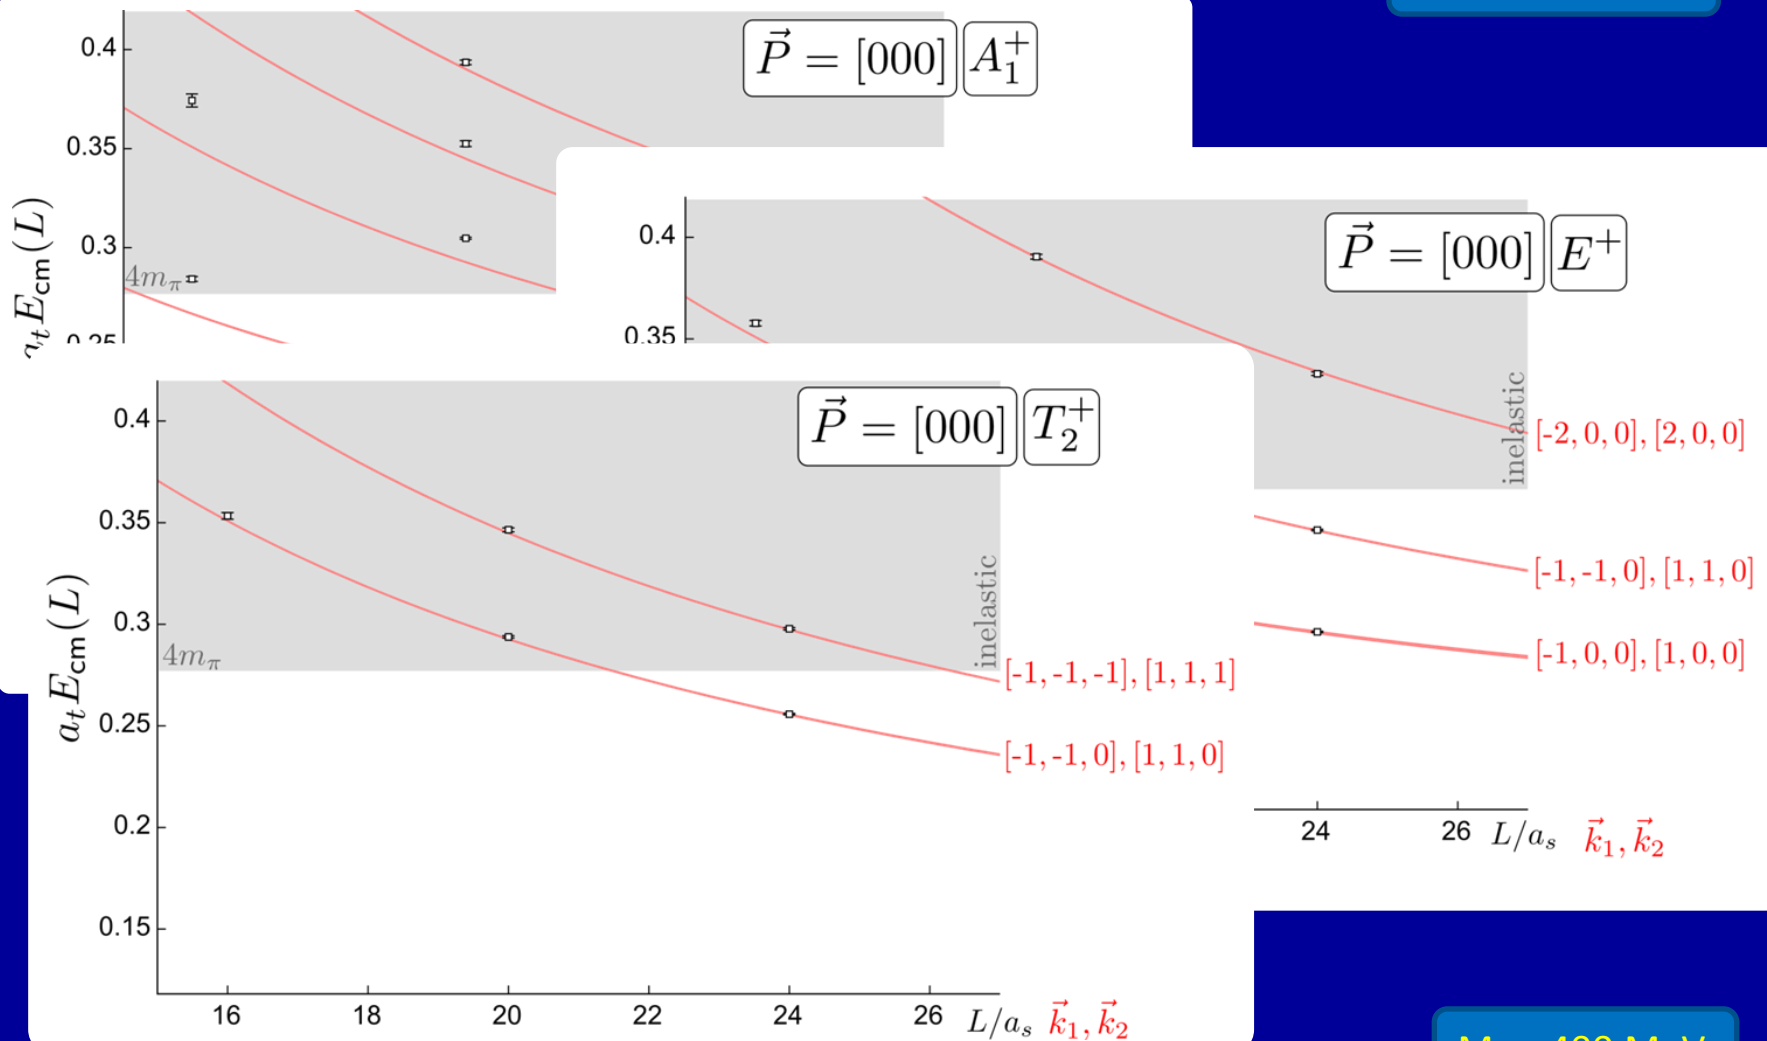 P⃗ = [000] A₁⁺
0.4
0.35
0.3
4mπ
aₜE꜀ₘ(L)
P⃗ = [000] E⁺
0.4
0.35
inelastic
[-2, 0, 0], [2, 0, 0]
[-1, -1, 0], [1, 1, 0]
[-1, 0, 0], [1, 0, 0]
24 26 L/aₛ k⃗₁, k⃗₂
P⃗ = [000] T₂⁺
0.4
0.35
0.3
0.25
0.2
0.15
4mπ
aₜE꜀ₘ(L)
inelastic
[-1, -1, -1], [1, 1, 1]
[-1, -1, 0], [1, 1, 0]
16 18 20 22 24 26 L/aₛ k⃗₁, k⃗₂